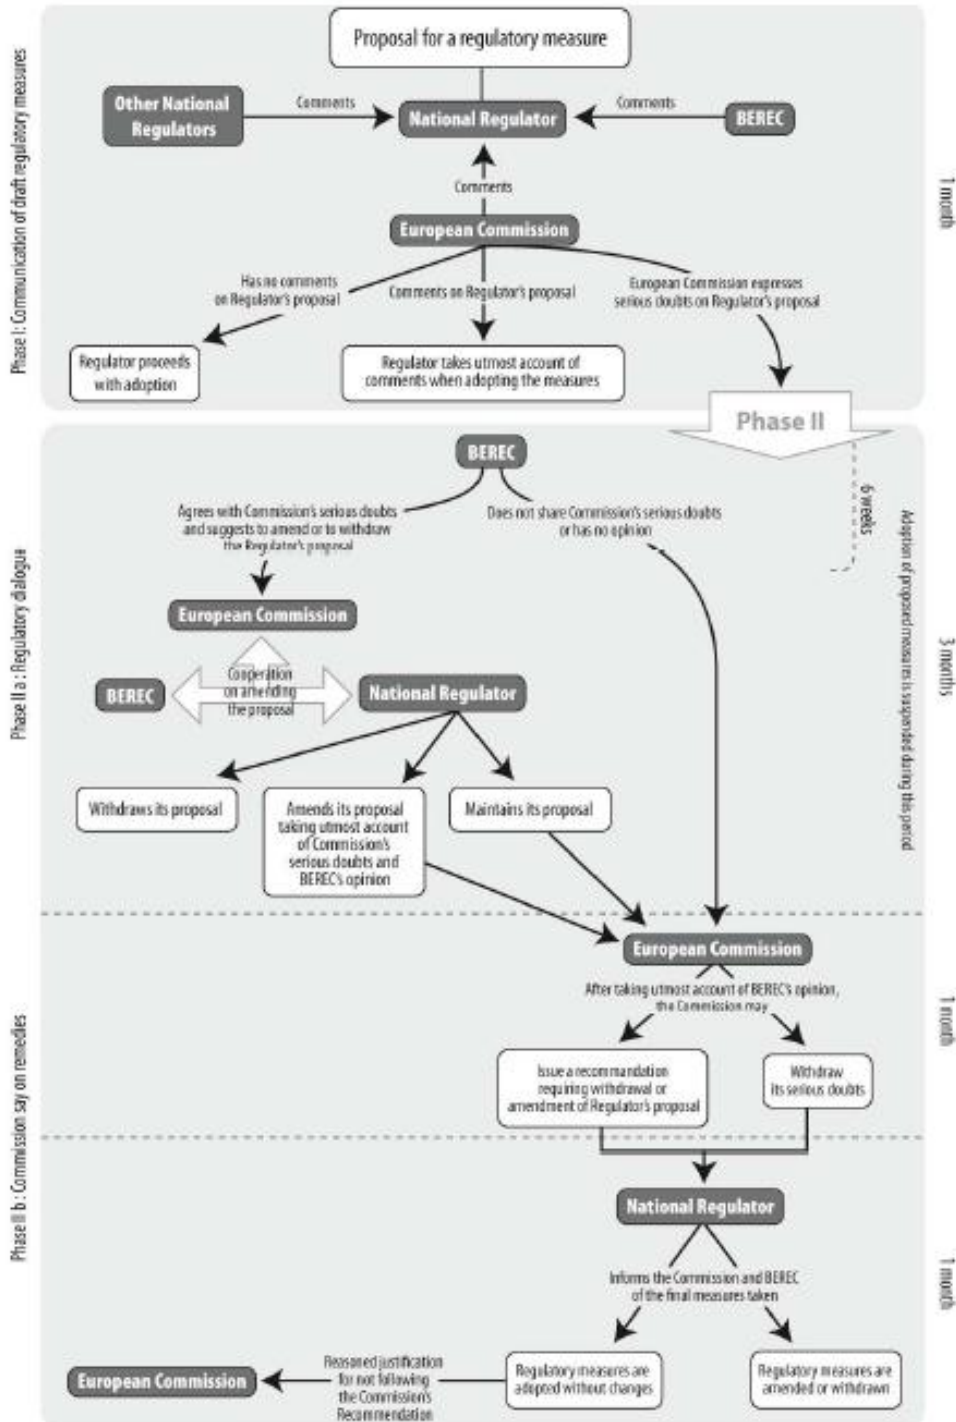 Proposal for a regulatory measure
Other National
Regulators
Comments
National Regulator
Comments
BEREC
Comments
European Commission
Has no comments
on Regulator's proposal
Comments on Regulator's proposal
European Commission expresses
serious doubts on Regulator's proposal
Regulator proceeds
with adoption
Regulator takes utmost account of
comments when adopting the measures
Phase I: Communication of draft regulatory measures
1 month
Phase II
BEREC
6 weeks
Agrees with Commission's serious doubts
and suggests to amend or to withdraw
the Regulator's proposal
Does not share Commission's serious doubts
or has no opinion
European Commission
Cooperation
on amending
the proposal
BEREC
National Regulator
Withdraws its proposal
Amends its proposal
taking utmost account
of Commission's
serious doubts and
BEREC's opinion
Maintains its proposal
Phase II a : Regulatory dialogue
Adoption of proposed measures is suspended during this period
3 months
European Commission
After taking utmost account of BEREC's opinion,
the Commission may
Issue a recommandation
requiring withdrawal or
amendment of Regulator's proposal
Withdraw
its serious doubts
1 month
Phase II b : Commission say on remedies
National Regulator
Informs the Commission and BEREC
of the final measures taken
Regulatory measures are
adopted without changes
Regulatory measures are
amended or withdrawn
Reasoned justification
for not following
the Commission's
Recommendation
European Commission
1 month